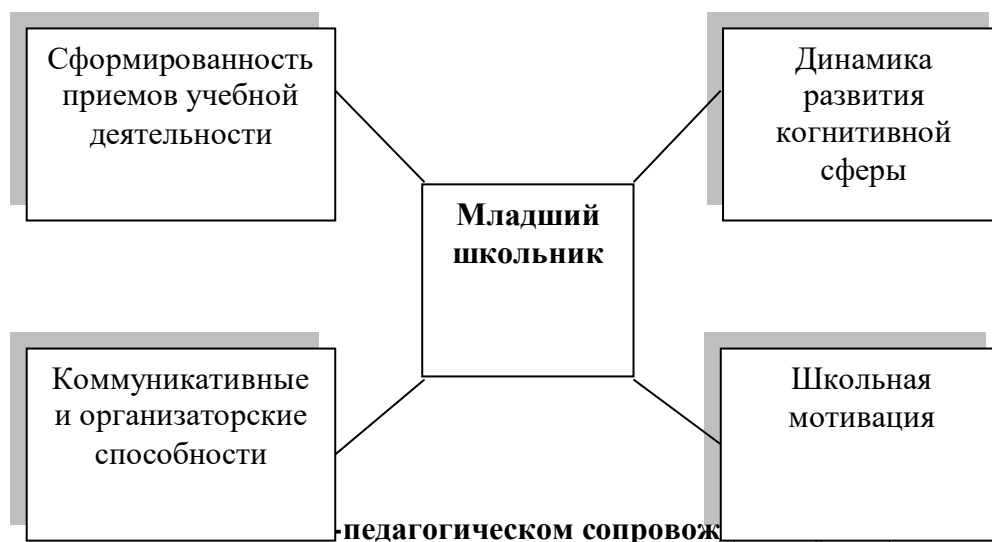 Сформированность
приемов учебной
деятельности
Динамика
развития
когнитивной
сферы
Младший
школьник
Коммуникативные
и организаторские
способности
Школьная
мотивация
-педагогическом сопровож